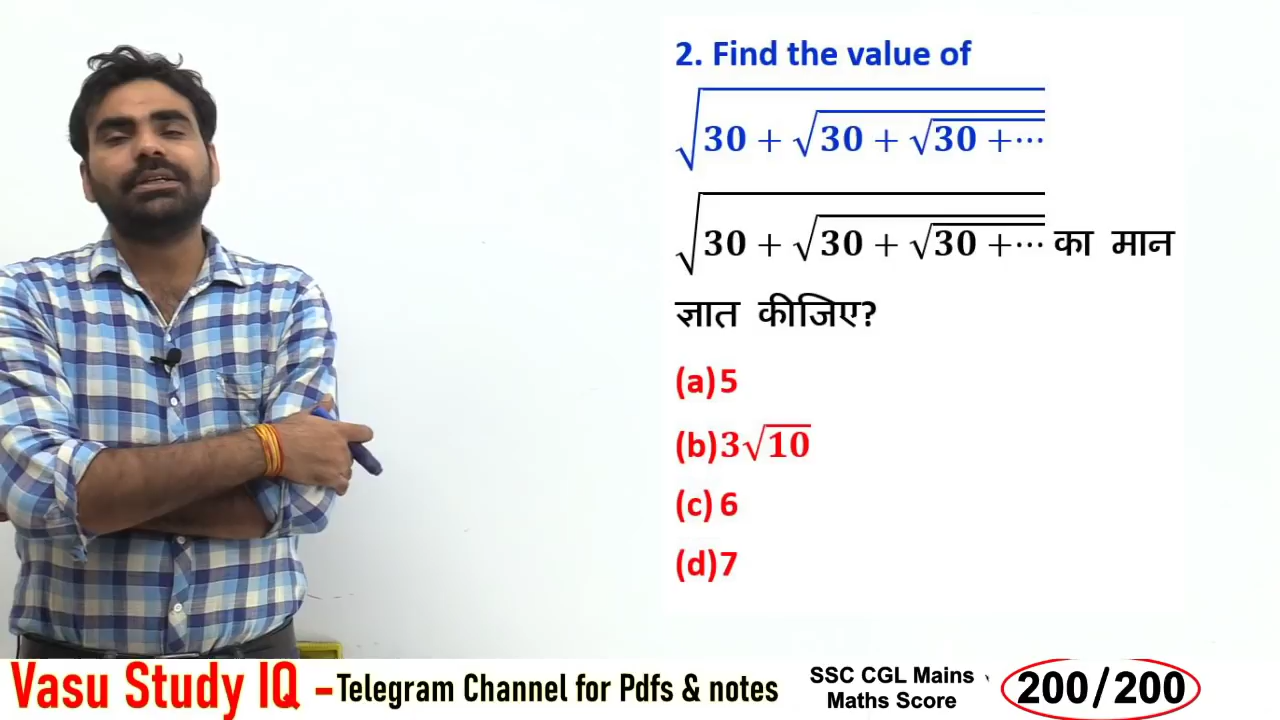 2. Find the value of
√30 + √30 + √30 +⋯
√30 + √30 + √30 +⋯ का मान
ज्ञात कीजिए?
(a) 5
(b) 3√10
(c) 6
(d) 7
Vasu Study IQ - Telegram Channel for Pdfs & notes
SSC CGL Mains
Maths Score
200/200